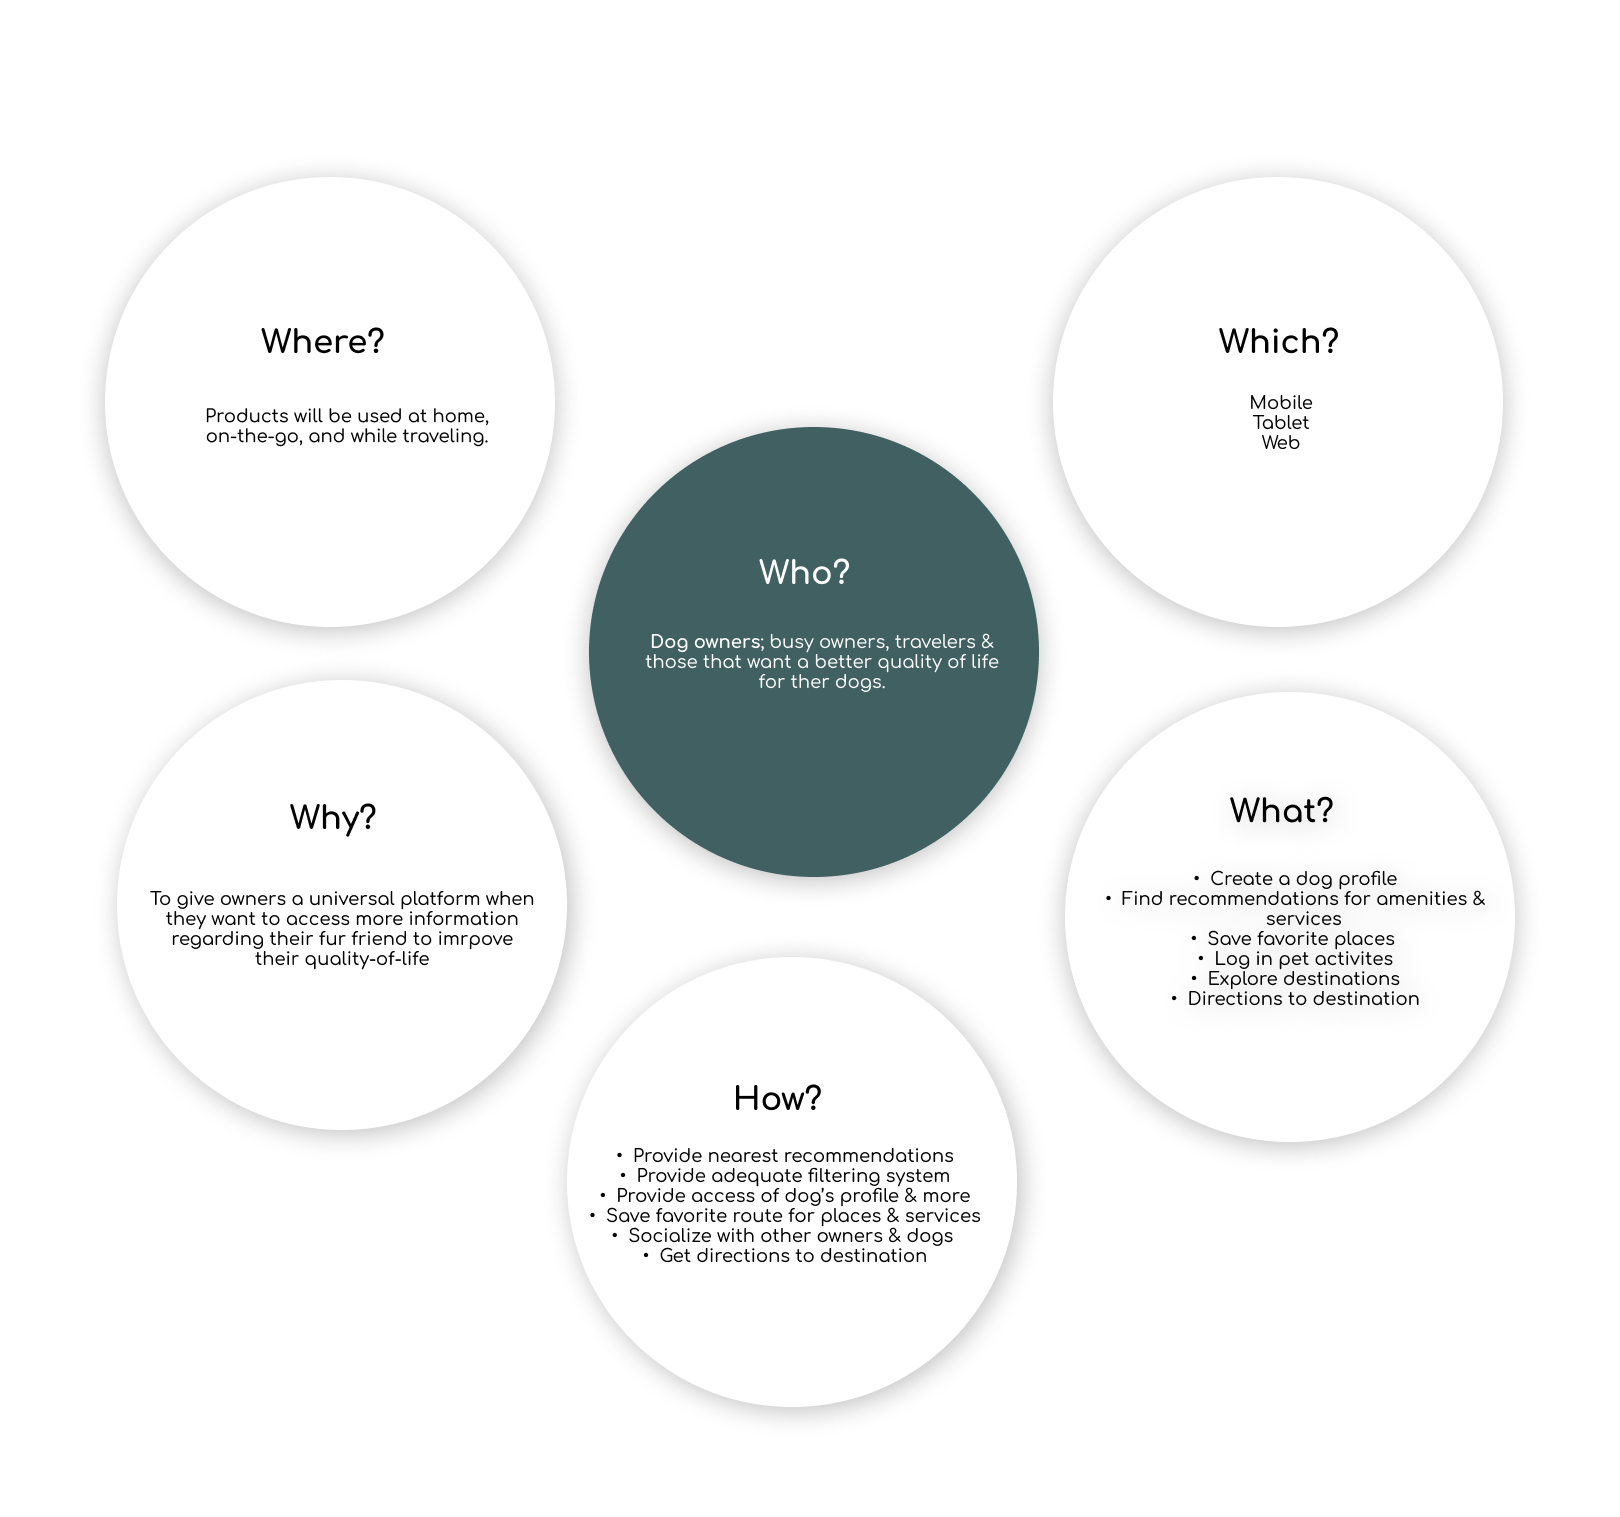 Where?
Products will be used at home,
on-the-go, and while traveling.
Which?
Mobile
Tablet
Web
Who?
Dog owners; busy owners, travelers &
those that want a better quality of life
for ther dogs.
Why?
To give owners a universal platform when
they want to access more information
regarding their fur friend to imrpove
their quality-of-life
What?
• Create a dog profile
• Find recommendations for amenities &
services
• Save favorite places
• Log in pet activites
• Explore destinations
• Directions to destination
How?
• Provide nearest recommendations
• Provide adequate filtering system
• Provide access of dog’s profile & more
• Save favorite route for places & services
• Socialize with other owners & dogs
• Get directions to destination